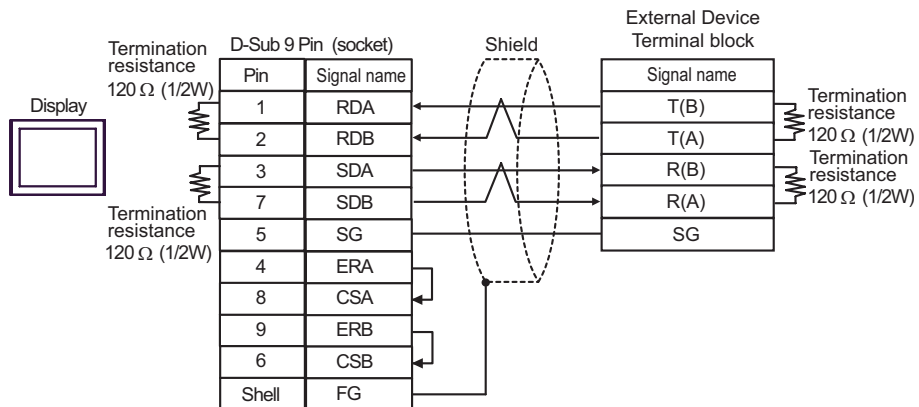 External Device
Terminal block
D-Sub 9 Pin (socket)
Shield
Termination
resistance
120 Ω (1/2W)
Display
Pin Signal name
1 RDA
2 RDB
3 SDA
7 SDB
5 SG
4 ERA
8 CSA
9 ERB
6 CSB
Shell FG
Termination
resistance
120 Ω (1/2W)
Signal name
T(B)
T(A)
R(B)
R(A)
SG
Termination
resistance
120 Ω (1/2W)
Termination
resistance
120 Ω (1/2W)